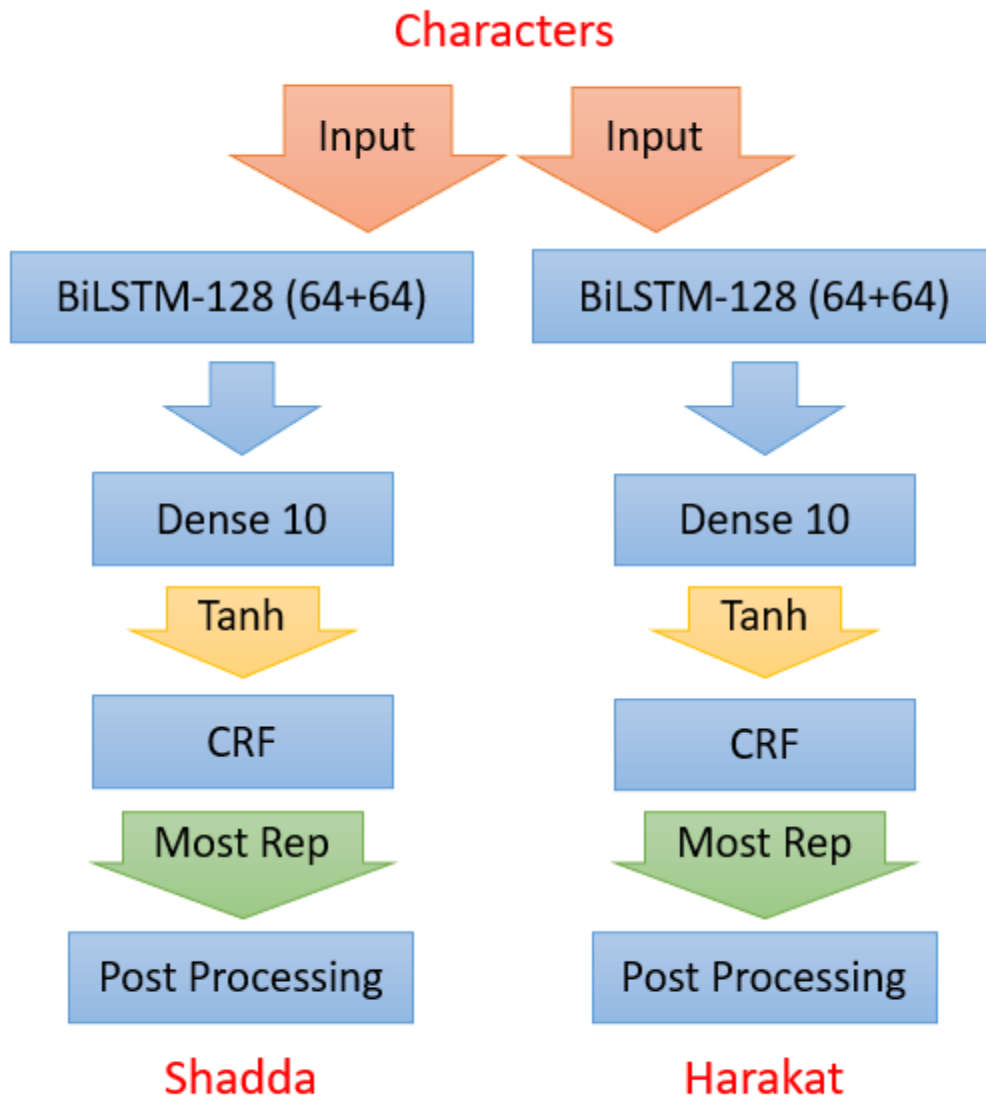 Characters
Input Input
BiLSTM-128 (64+64) BiLSTM-128 (64+64)
Dense 10 Dense 10
Tanh Tanh
CRF CRF
Most Rep Most Rep
Post Processing Post Processing
Shadda Harakat